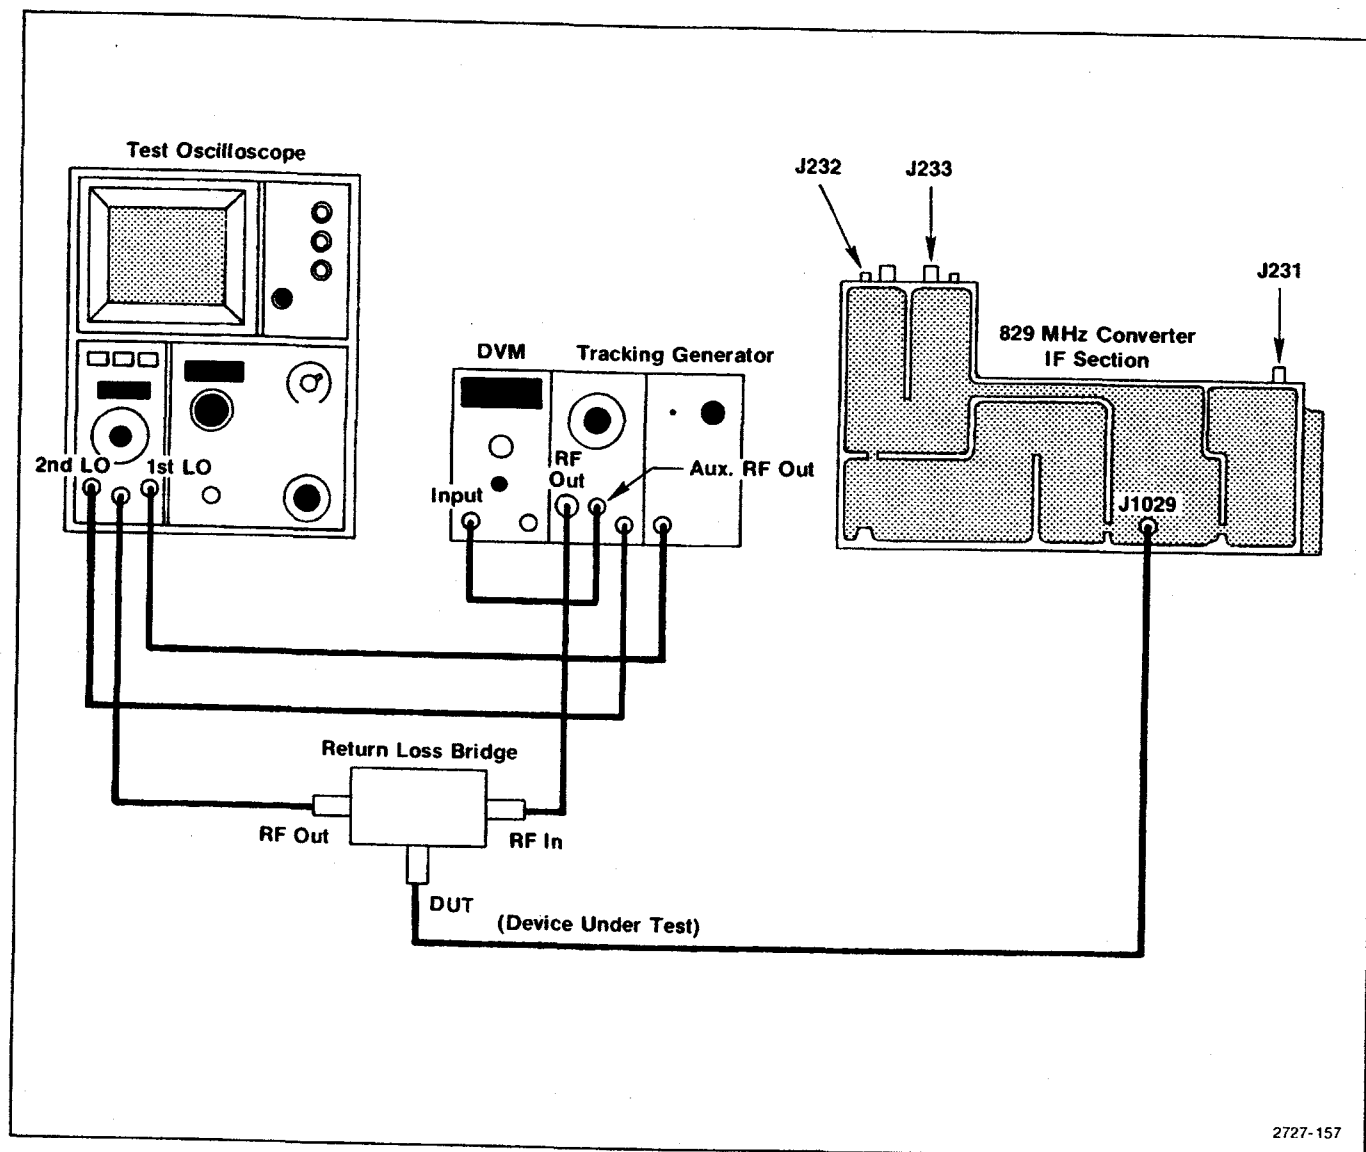 Test Oscilloscope
J232
J233
J231
829 MHz Converter
IF Section
DVM
Tracking Generator
2nd LO
1st LO
RF
Out
Aux. RF Out
Input
J1029
Return Loss Bridge
RF Out
RF In
DUT
(Device Under Test)
2727-157